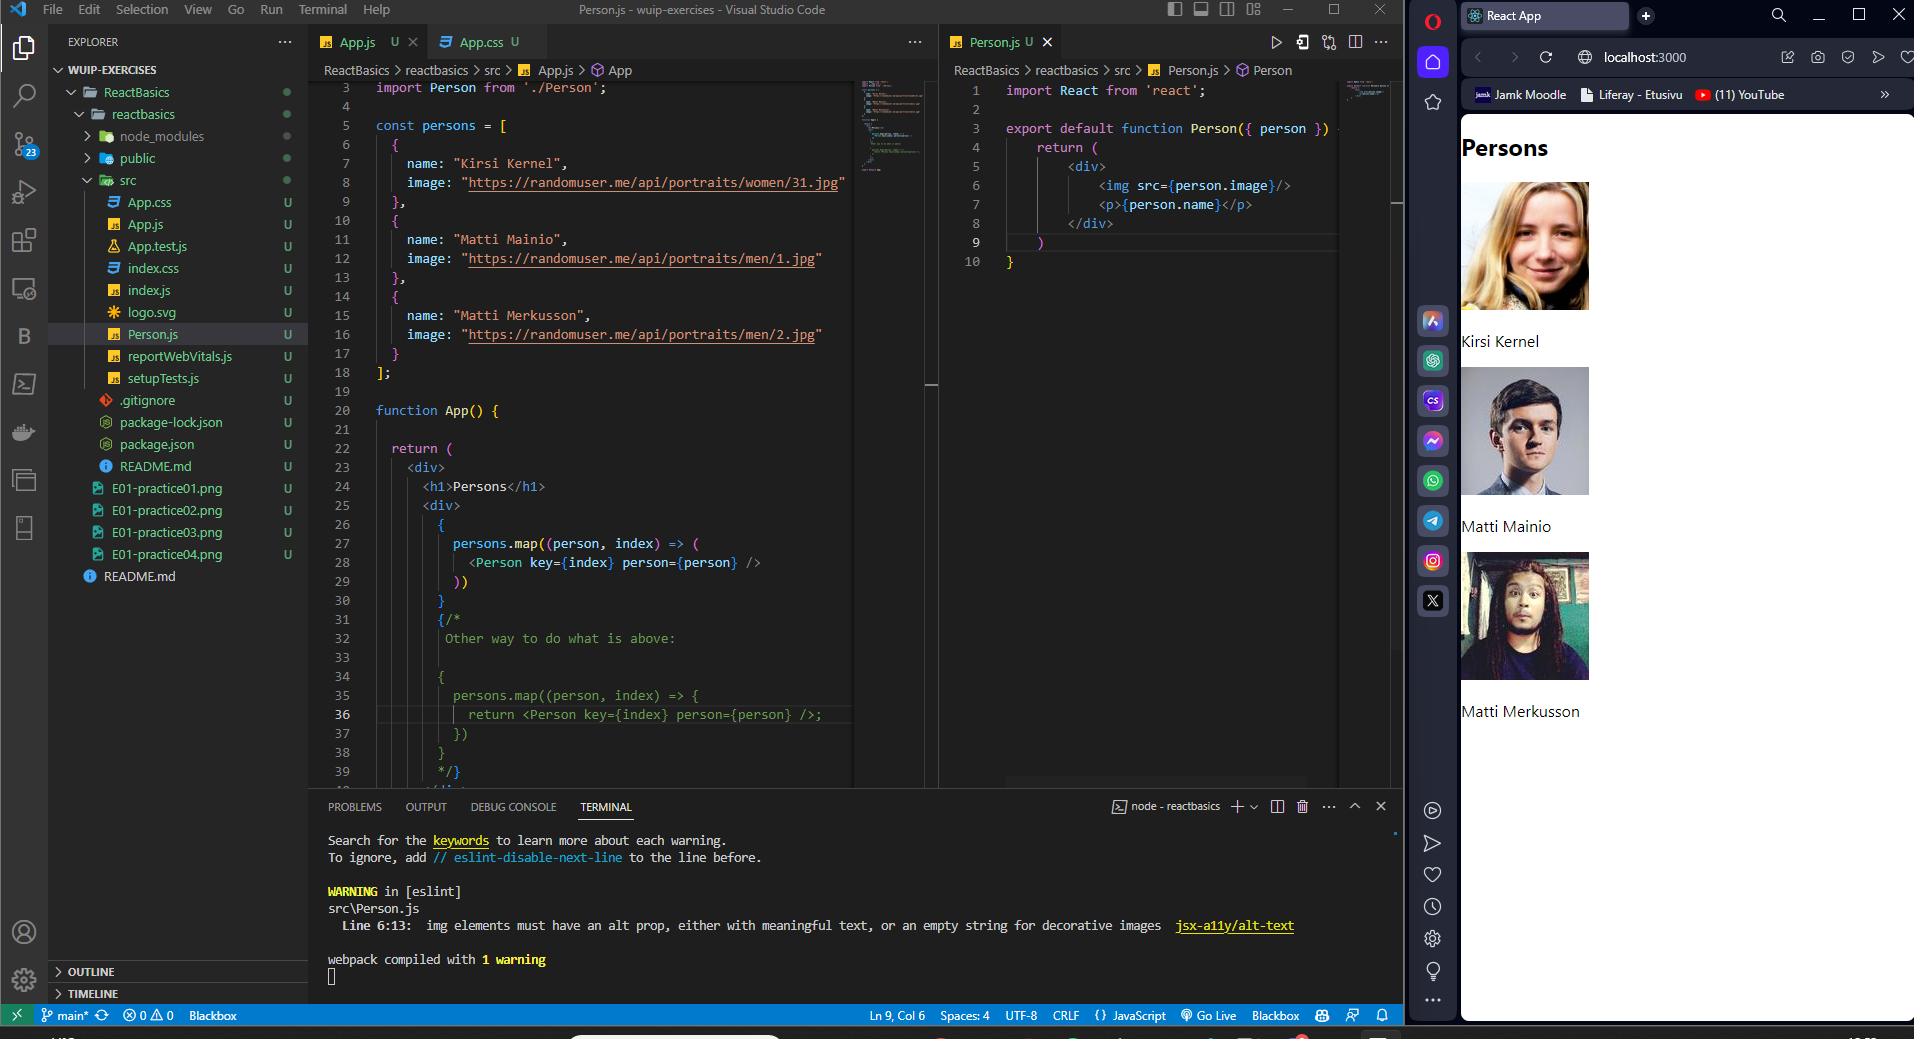 File Edit Selection View Go Run Terminal Help
Person.js - wuip-exercises - Visual Studio Code
EXPLORER
WUIP-EXERCISES
ReactBasics
reactbasics
node_modules
public
src
App.css U
App.js U
App.test.js U
index.css U
index.js U
logo.svg U
Person.js U
reportWebVitals.js U
setupTests.js U
.gitignore U
package-lock.json U
package.json U
README.md U
E01-practice01.png U
E01-practice02.png U
E01-practice03.png U
E01-practice04.png U
README.md
OUTLINE
TIMELINE
23
App.js U
App.css U
ReactBasics > reactbasics > src > App.js > App
3 import Person from './Person';
4
5 const persons = [
6 {
7 name: "Kirsi Kernel",
8 image: "https://randomuser.me/api/portraits/women/31.jpg"
9 },
10 {
11 name: "Matti Mainio",
12 image: "https://randomuser.me/api/portraits/men/1.jpg"
13 },
14 {
15 name: "Matti Merkusson",
16 image: "https://randomuser.me/api/portraits/men/2.jpg"
17 }
18 ];
19
20 function App() {
21
22 return (
23 <div>
24 <h1>Persons</h1>
25 <div>
26 {
27 persons.map((person, index) => (
28 <Person key={index} person={person} />
29 ))
30 }
31 {/*
32 Other way to do what is above:
33
34 {
35 persons.map((person, index) => {
36 return <Person key={index} person={person} />;
37 })
38 }
39 */}
Person.js U
ReactBasics > reactbasics > src > Person.js > Person
1 import React from 'react';
2
3 export default function Person({ person })
4 return (
5 <div>
6 <img src={person.image}/>
7 <p>{person.name}</p>
8 </div>
9 )
10 }
PROBLEMS OUTPUT DEBUG CONSOLE TERMINAL
node - reactbasics
Search for the keywords to learn more about each warning.
To ignore, add // eslint-disable-next-line to the line before.
WARNING in [eslint]
src\Person.js
Line 6:13: img elements must have an alt prop, either with meaningful text, or an empty string for decorative images jsx-a11y/alt-text
webpack compiled with 1 warning
main* 0 0 Blackbox
Ln 9, Col 6 Spaces: 4 UTF-8 CRLF {} JavaScript Go Live Blackbox
React App
localhost:3000
Jamk Moodle Liferay - Etusivu (11) YouTube
Persons
Kirsi Kernel
Matti Mainio
Matti Merkusson